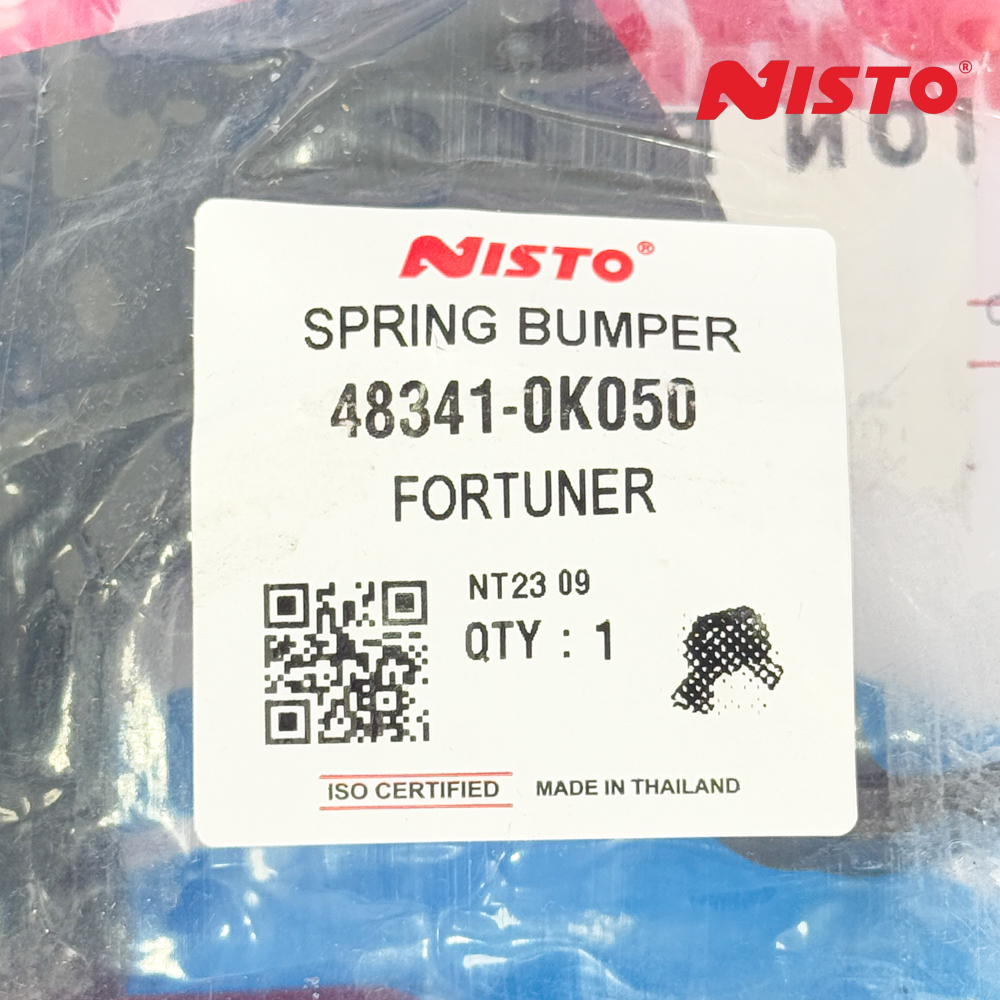 NISTO®
NISTO®
SPRING BUMPER
48341-0K050
FORTUNER
NT23 09
QTY : 1
ISO CERTIFIED
MADE IN THAILAND